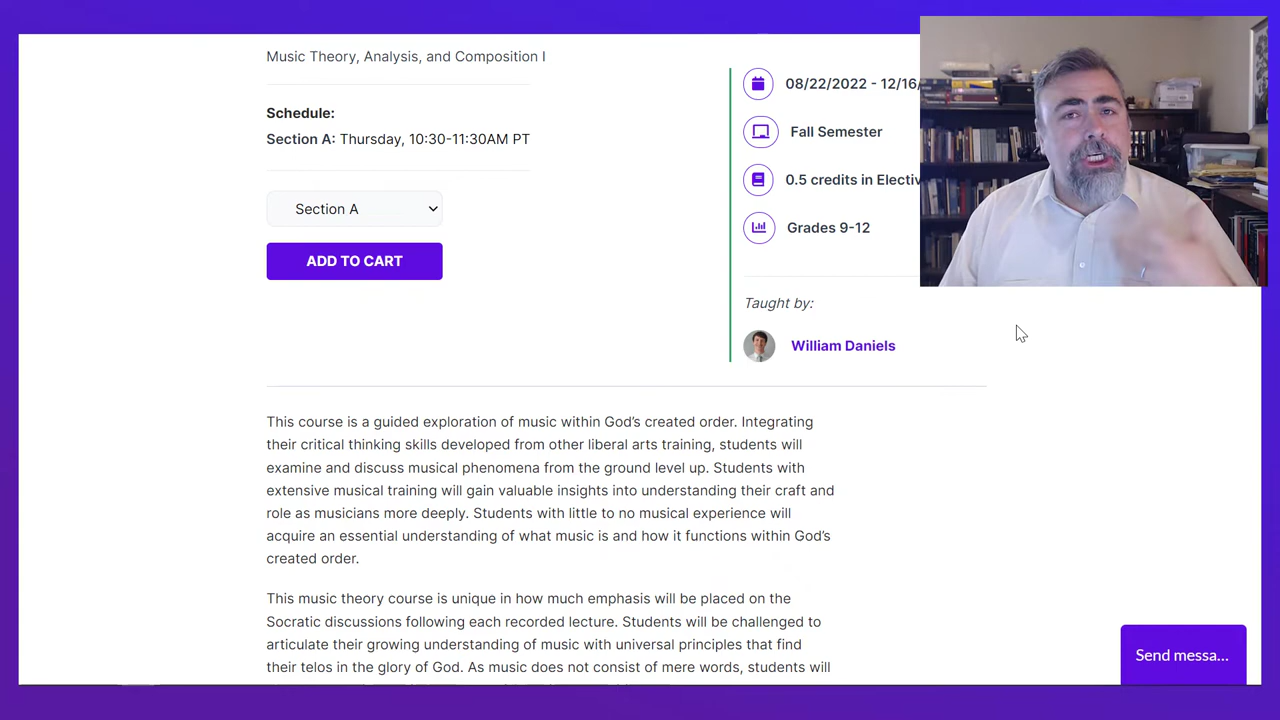 Music Theory, Analysis, and Composition I
Schedule:
Section A: Thursday, 10:30-11:30AM PT
Section A
ADD TO CART
08/22/2022 - 12/16/
Fall Semester
0.5 credits in Electiv
Grades 9-12
Taught by:
William Daniels
This course is a guided exploration of music within God’s created order. Integrating
their critical thinking skills developed from other liberal arts training, students will
examine and discuss musical phenomena from the ground level up. Students with
extensive musical training will gain valuable insights into understanding their craft and
role as musicians more deeply. Students with little to no musical experience will
acquire an essential understanding of what music is and how it functions within God’s
created order.
This music theory course is unique in how much emphasis will be placed on the
Socratic discussions following each recorded lecture. Students will be challenged to
articulate their growing understanding of music with universal principles that find
their telos in the glory of God. As music does not consist of mere words, students will
Send messa...